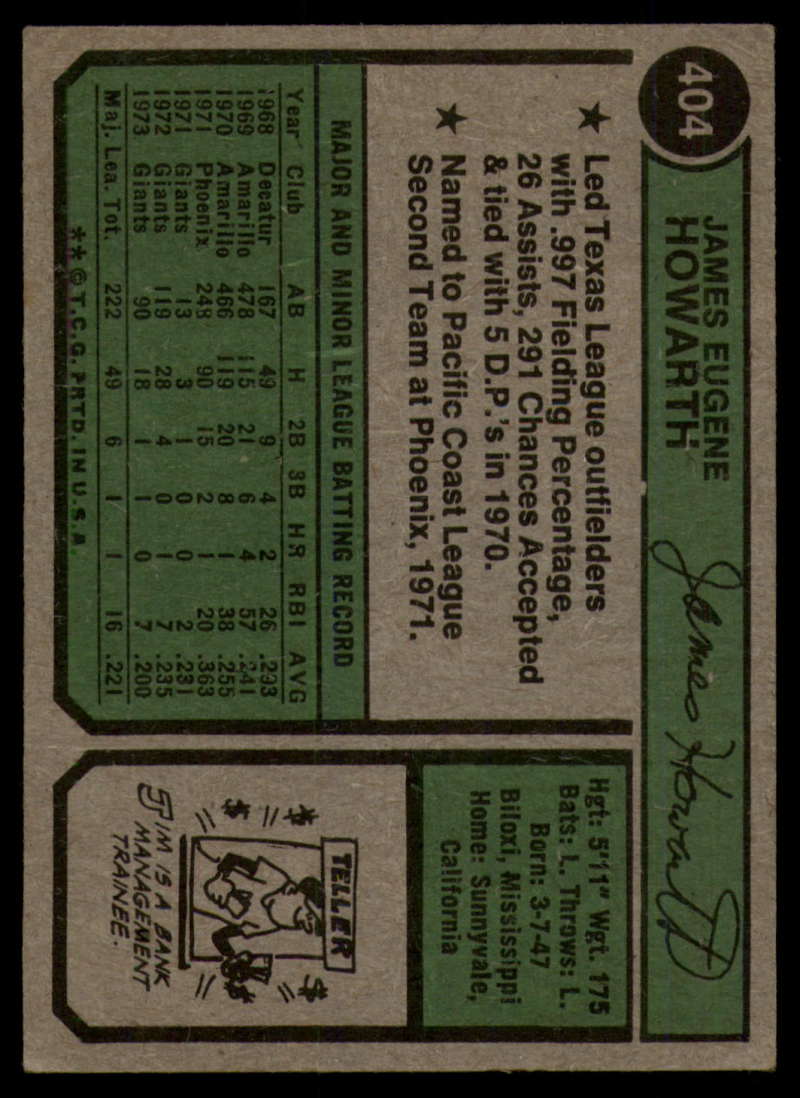 404
JAMES EUGENE
HOWARTH
James Howarth
★ Led Texas League outfielders
with .997 Fielding Percentage,
26 Assists, 291 Chances Accepted
& tied with 5 D.P.'s in 1970.
★ Named to Pacific Coast League
Second Team at Phoenix, 1971.
MAJOR AND MINOR LEAGUE BATTING RECORD
Year Club AB H 2B 3B HR RBI AVG
1968 Decatur 167 49 9 4 2 26 .293
1969 Amarillo 478 115 21 6 4 57 .241
1970 Amarillo 466 119 20 8 1 38 .255
1971 Phoenix 248 90 15 2 1 20 .363
1971 Giants 13 3 1 0 0 2 .231
1972 Giants 119 28 4 0 1 7 .235
1973 Giants 90 18 1 1 0 7 .200
Maj. Lea. Tot. 222 49 6 1 1 16 .221
**© T.C.G. PRTD. IN U.S.A.
Hgt: 5'11" Wgt. 175
Bats: L. Throws: L.
Born: 3-7-47
Biloxi, Mississippi
Home: Sunnyvale,
California
TELLER
$ $ $ $
JIM IS A BANK
MANAGEMENT
TRAINEE.